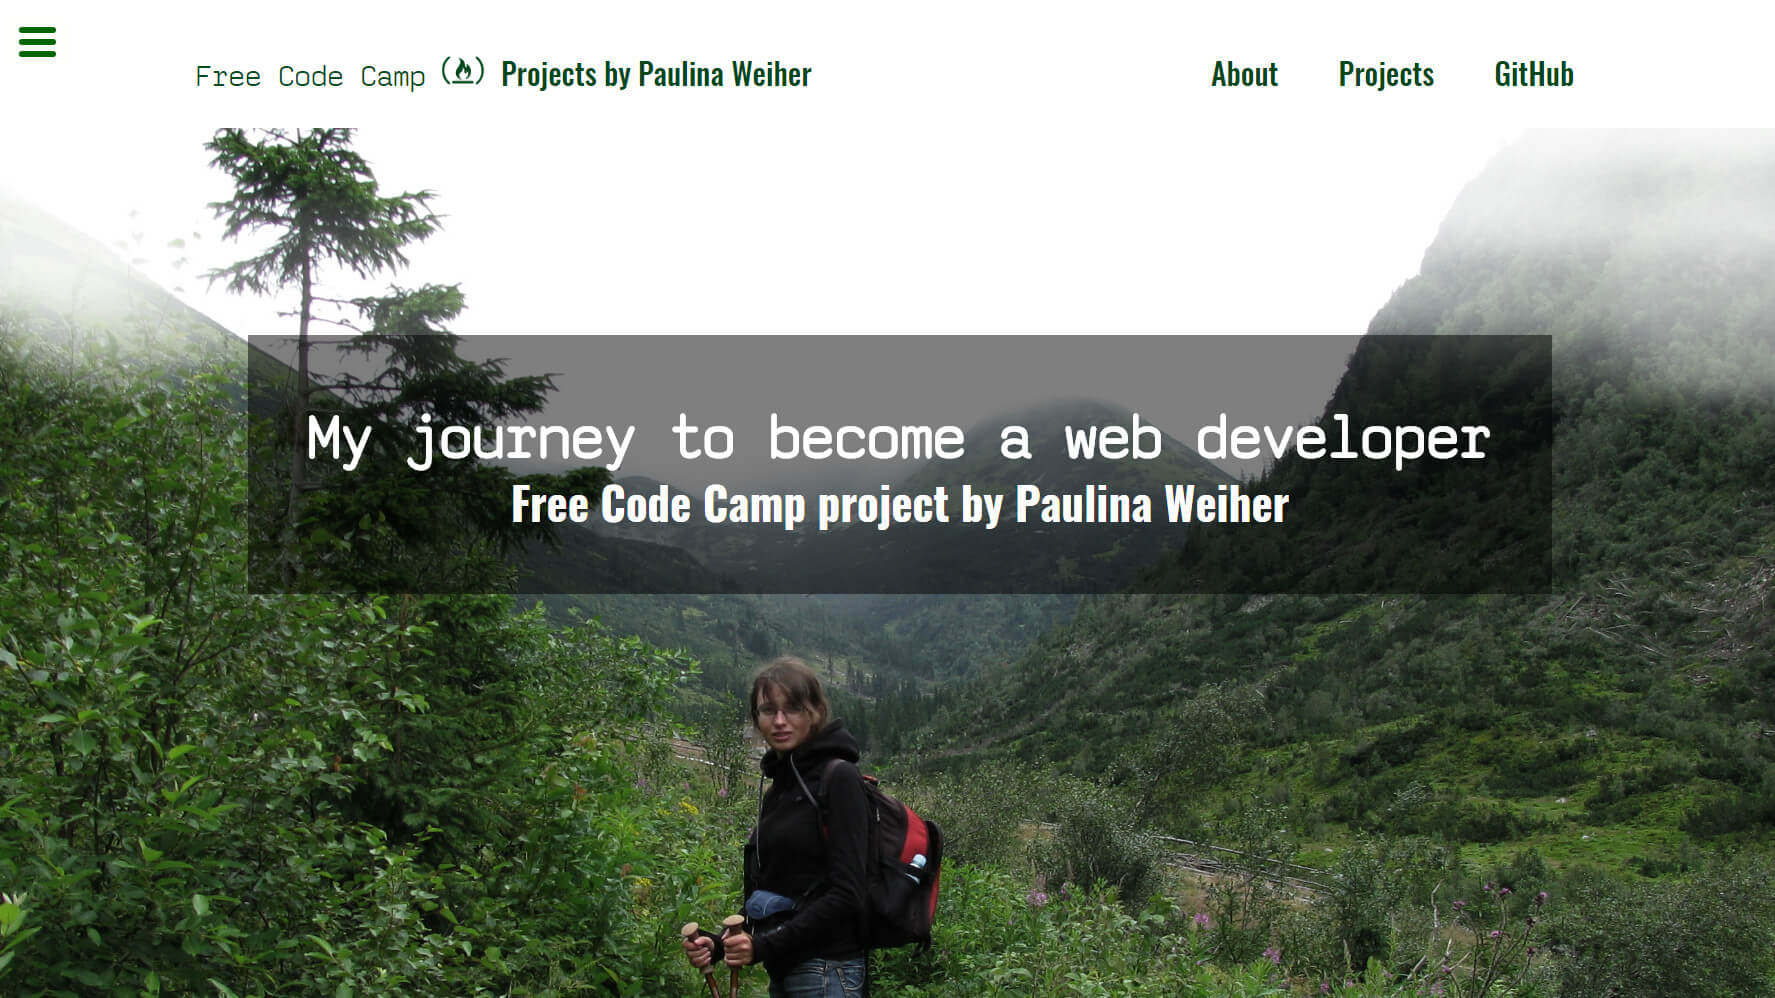 Free Code Camp Projects by Paulina Weiher
About Projects GitHub
My journey to become a web developer
Free Code Camp project by Paulina Weiher